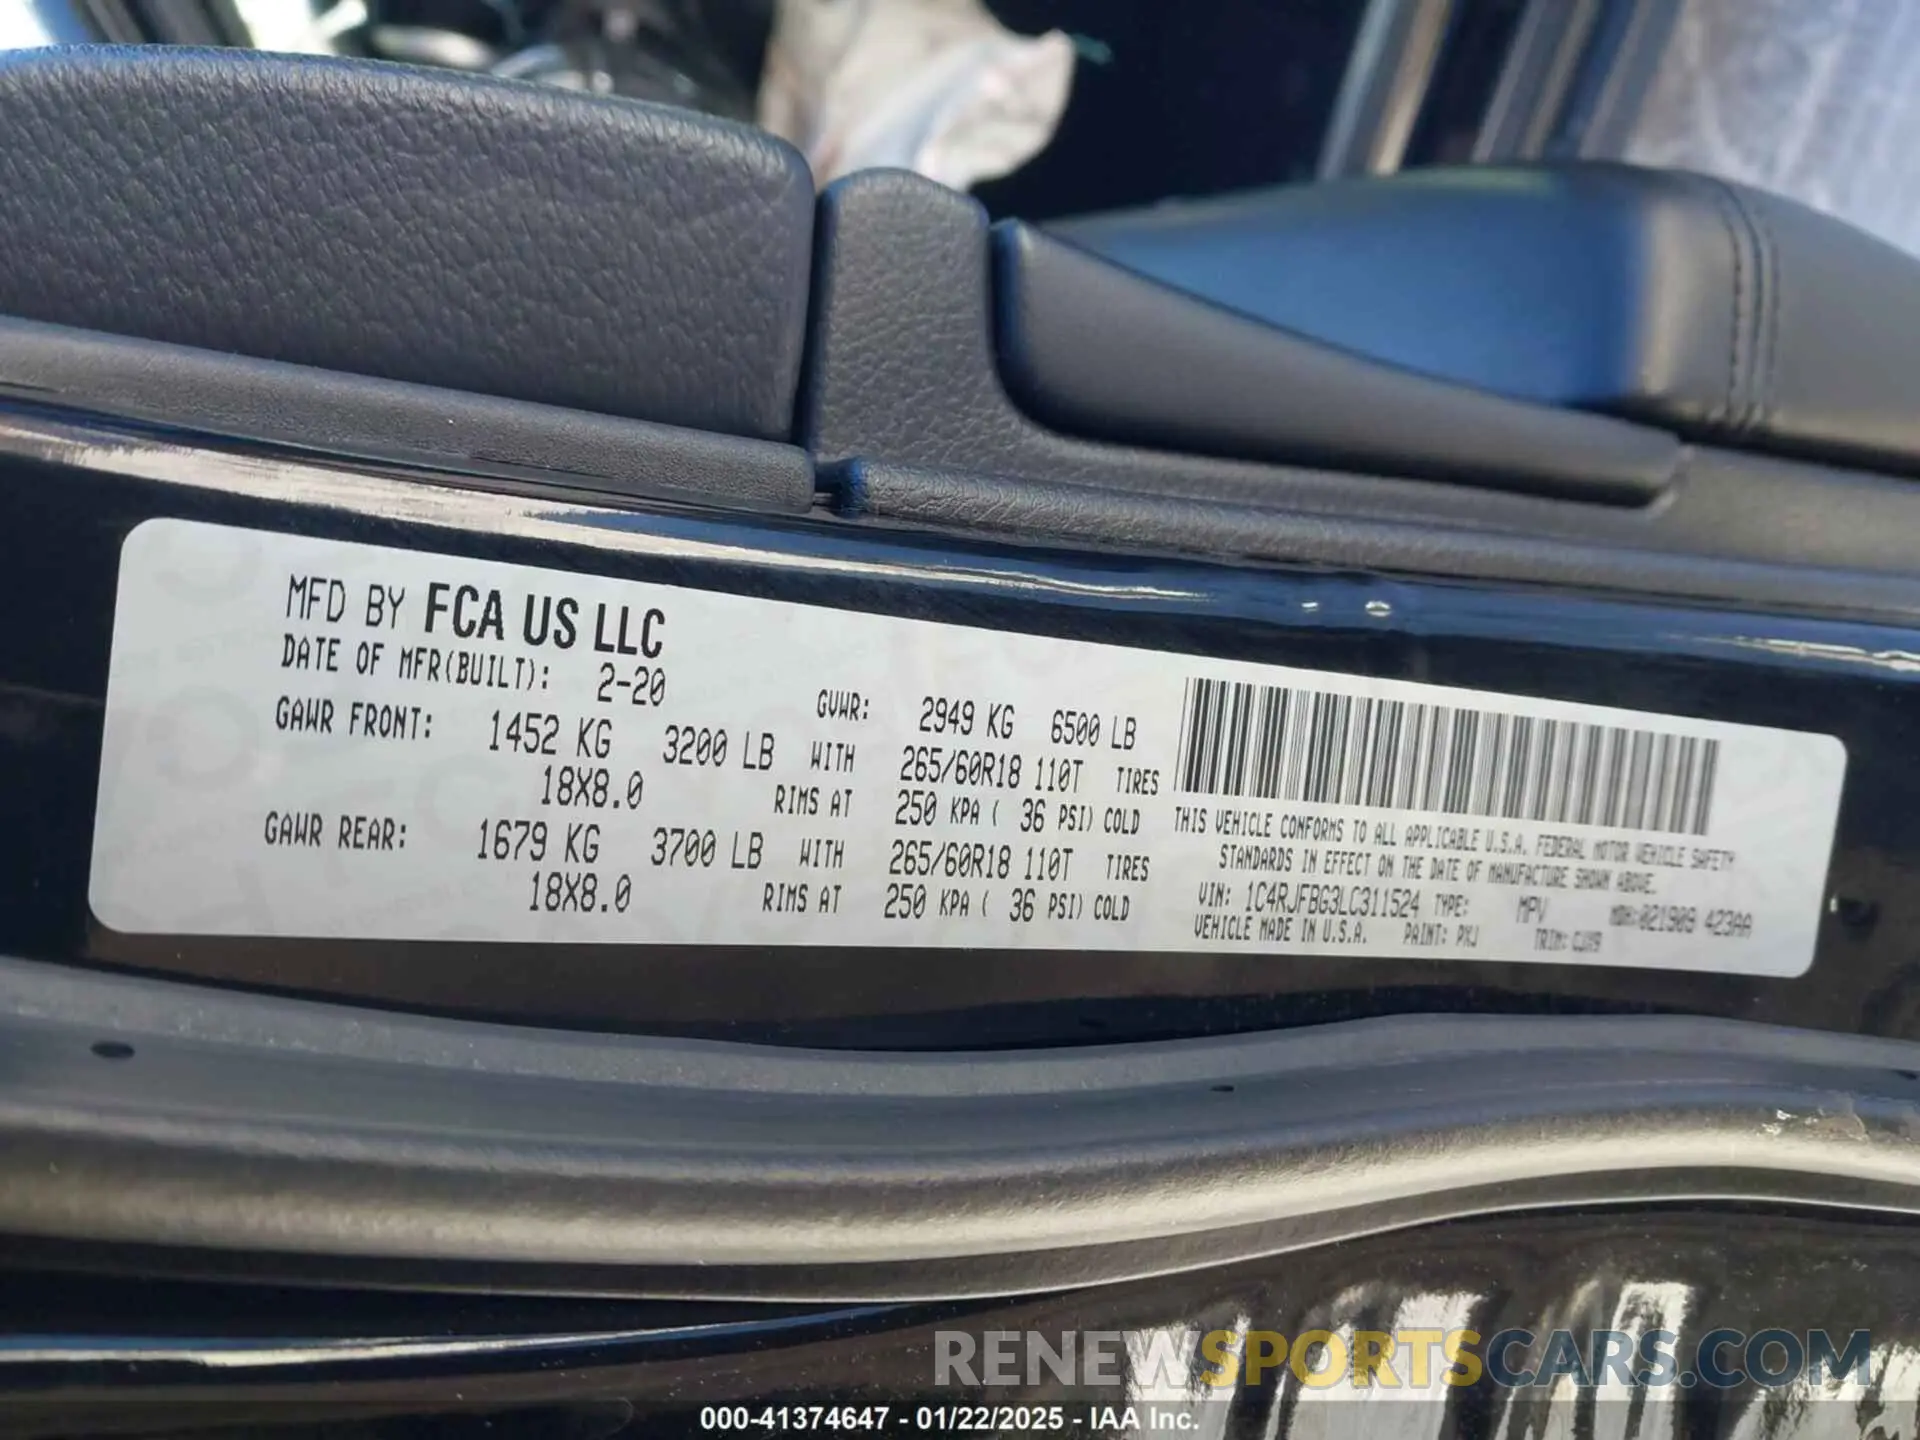 MFD BY FCA US LLC
DATE OF MFR(BUILT): 2-20
GVWR: 2949 KG 6500 LB
GAWR FRONT: 1452 KG 3200 LB WITH 265/60R18 110T TIRES
18X8.0 RIMS AT 250 KPA ( 36 PSI) COLD
GAWR REAR: 1679 KG 3700 LB WITH 265/60R18 110T TIRES
18X8.0 RIMS AT 250 KPA ( 36 PSI) COLD
THIS VEHICLE CONFORMS TO ALL APPLICABLE U.S.A. FEDERAL MOTOR VEHICLE SAFETY
STANDARDS IN EFFECT ON THE DATE OF MANUFACTURE SHOWN ABOVE.
VIN: 1C4RJFBG3LC311524 TYPE: MPV MDH:021909 423AA
VEHICLE MADE IN U.S.A. PAINT: PXJ TRIM:
RENEWSPORTSCARS.COM
000-41374647 - 01/22/2025 - IAA Inc.